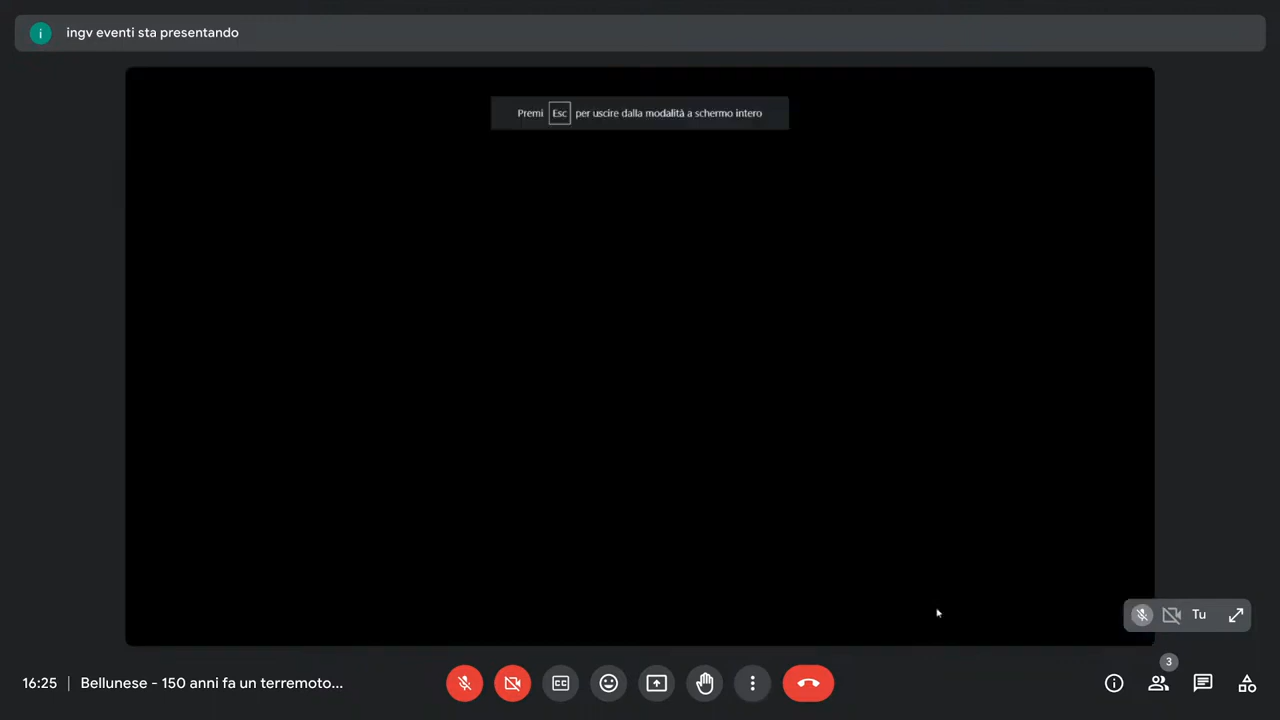 i ingv eventi sta presentando
Premi Esc per uscire dalla modalità a schermo intero
Tu
3
16:25 | Bellunese - 150 anni fa un terremoto...
CC
i